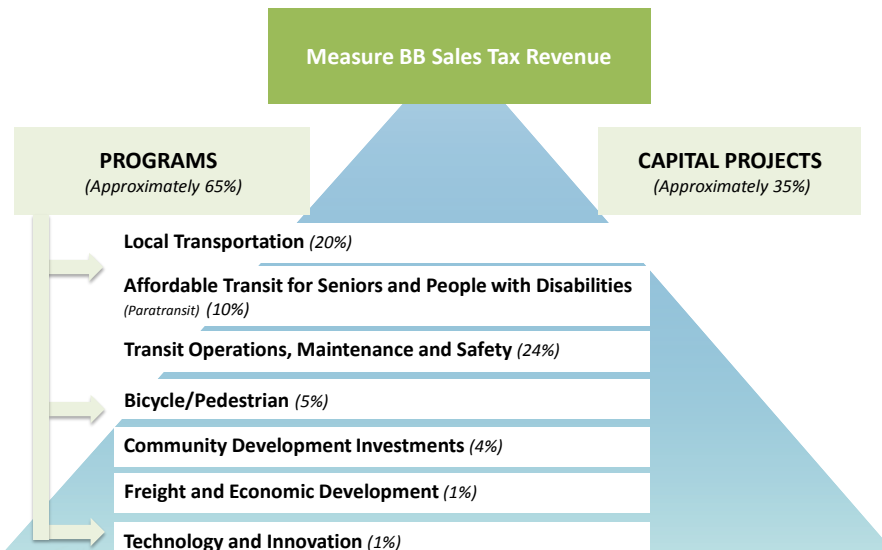 Measure BB Sales Tax Revenue
PROGRAMS
(Approximately 65%)
CAPITAL PROJECTS
(Approximately 35%)
Local Transportation (20%)
Affordable Transit for Seniors and People with Disabilities
(Paratransit) (10%)
Transit Operations, Maintenance and Safety (24%)
Bicycle/Pedestrian (5%)
Community Development Investments (4%)
Freight and Economic Development (1%)
Technology and Innovation (1%)